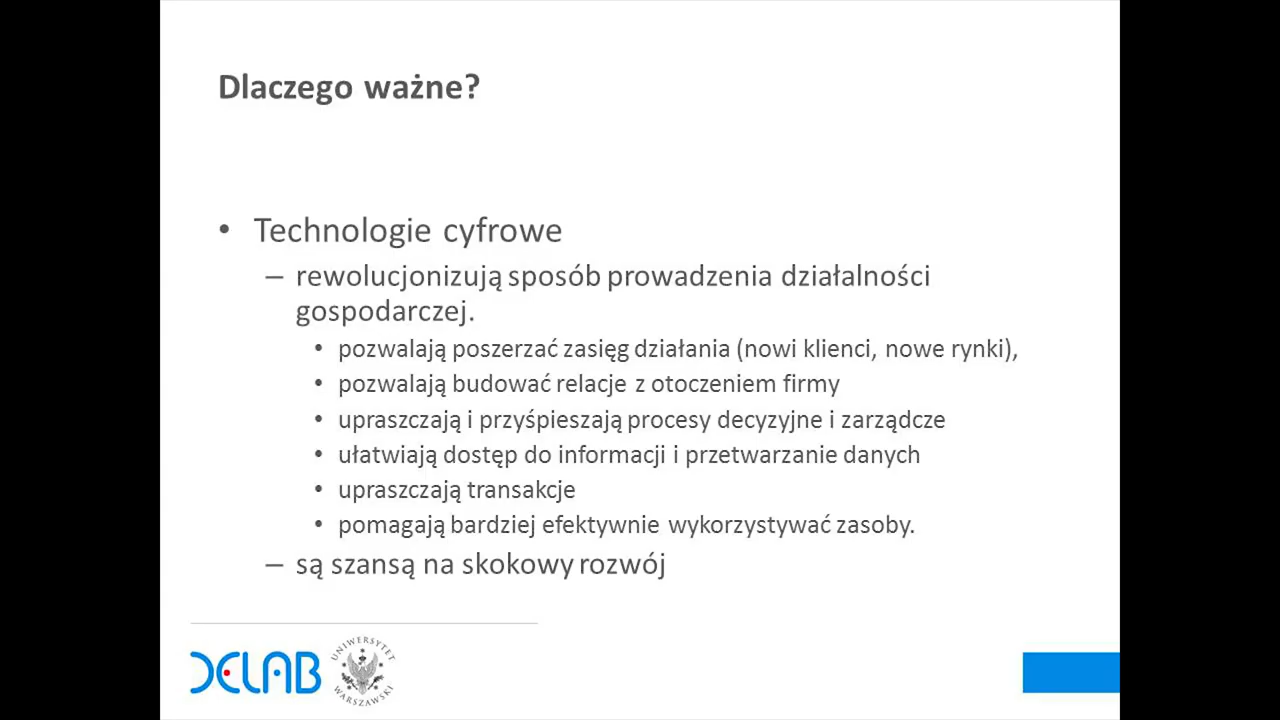 Dlaczego ważne?
• Technologie cyfrowe
– rewolucjonizują sposób prowadzenia działalności
gospodarczej.
• pozwalają poszerzać zasięg działania (nowi klienci, nowe rynki),
• pozwalają budować relacje z otoczeniem firmy
• upraszczają i przyśpieszają procesy decyzyjne i zarządcze
• ułatwiają dostęp do informacji i przetwarzanie danych
• upraszczają transakcje
• pomagają bardziej efektywnie wykorzystywać zasoby.
– są szansą na skokowy rozwój
DELAB
UNIWERSYTET
WARSZAWSKI